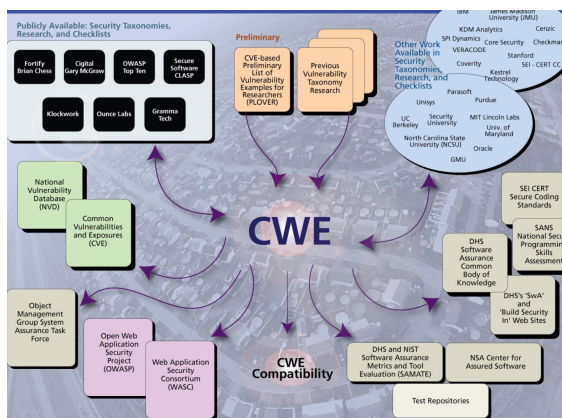 Publicly Available: Security Taxonomies,
Research, and Checklists
Fortify
Brian Chess
Cigital
Gary McGraw
OWASP
Top Ten
Secure
Software
CLASP
Klockwork
Ounce Labs
Gramma
Tech
Preliminary
CVE-based
Preliminary
List of
Vulnerability
Examples for
Researchers
(PLOVER)
Previous
Vulnerability
Taxonomy
Research
Other Work
Available in
Security
Taxonomies,
Research, and
Checklists
IBM
James Madison
University (JMU)
KDM Analytics
Cenzic
SPI Dynamics
Core Security
Checkmar
VERACODE
Stanford
Coverity
SEI - CERT CC
Kestrel
Technology
Parasoft
Unisys
Purdue
UC
Berkeley
Security
University
MIT Lincoln Labs
Univ. of
Maryland
North Carolina State
University (NCSU)
Oracle
GMU
National
Vulnerability
Database
(NVD)
Common
Vulnerabilities
and Exposures
(CVE)
CWE
SEI CERT
Secure Coding
Standards
SANS
National Secu
Programmin
Skills
Assessment
DHS
Software
Assurance
Common
Body of
Knowledge
DHS's 'SwA'
and 'Build
Security
In' Web Sites
Object
Management
Group System
Assurance Task
Force
Open Web
Application
Security
Project
(OWASP)
Web Application
Security
Consortium
(WASC)
CWE
Compatibility
DHS and NIST
Software Assurance
Metrics and Tool
Evaluation (SAMATE)
NSA Center for
Assured Software
Test Repositories